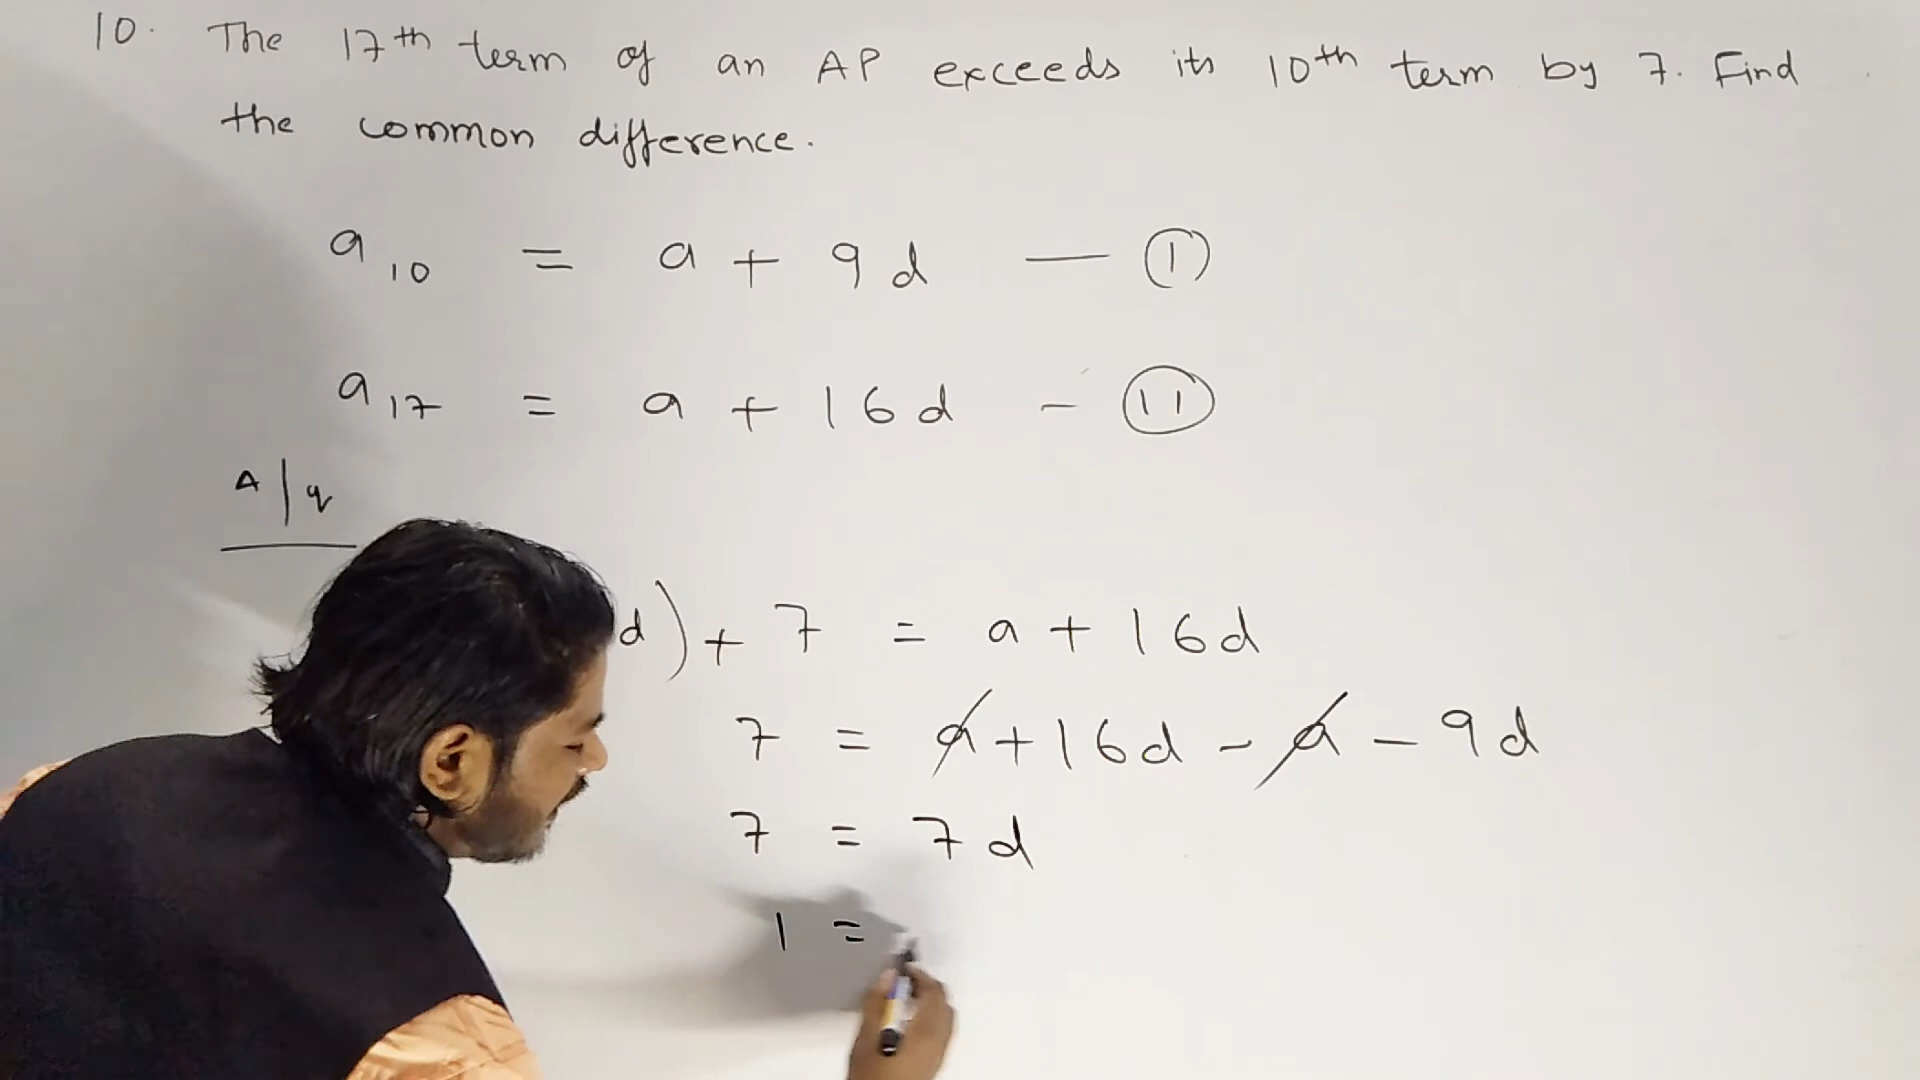 10. The 17th term of an AP exceeds its 10th term by 7. Find
the common difference.
a10 = a + 9d — (1)
a17 = a + 16d - (11)
A/q
d) + 7 = a + 16d
7 = a + 16d - a - 9d
7 = 7d
1 =